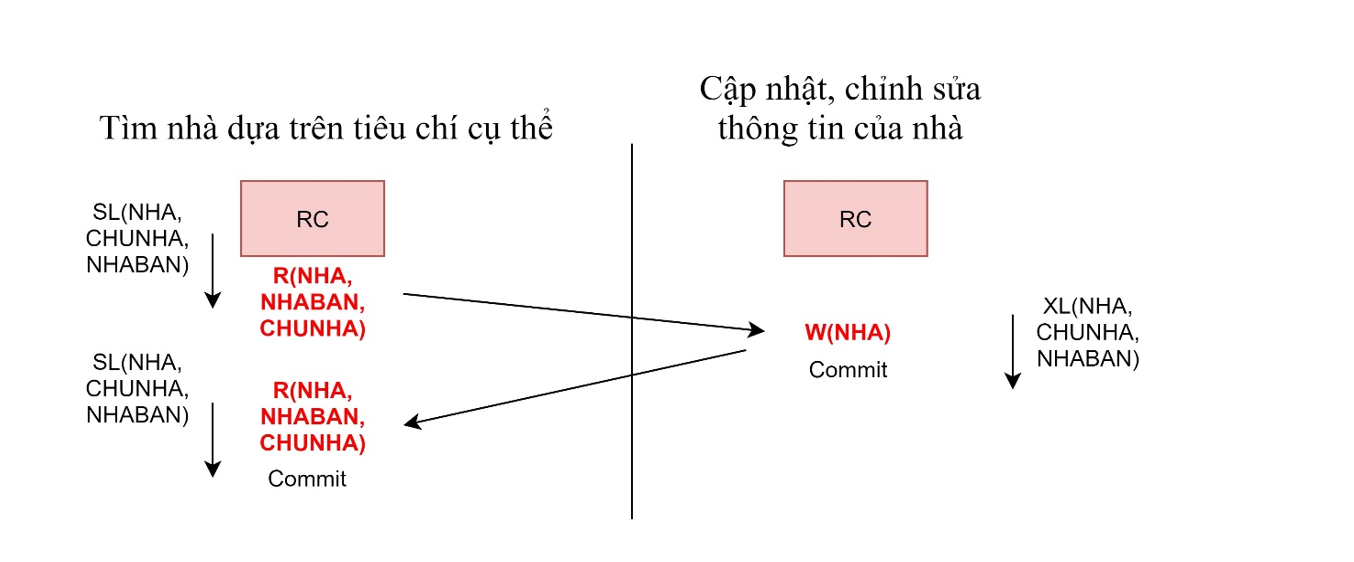 Tìm nhà dựa trên tiêu chí cụ thể
SL(NHA,
CHUNHA,
NHABAN)
RC
R(NHA,
NHABAN,
CHUNHA)
SL(NHA,
CHUNHA,
NHABAN)
R(NHA,
NHABAN,
CHUNHA)
Commit
Cập nhật, chỉnh sửa
thông tin của nhà
RC
W(NHA)
Commit
XL(NHA,
CHUNHA,
NHABAN)